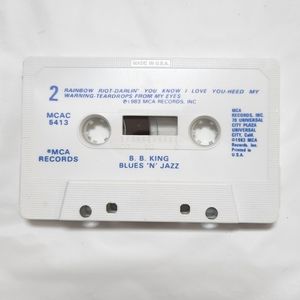 MADE IN U.S.A.
2 RAINBOW RIOT-DARLIN' YOU KNOW I LOVE YOU-HEED MY
WARNING-TEARDROPS FROM MY EYES
℗1983 MCA RECORDS, INC
MCAC
5413
MCA
RECORDS, INC.
70 UNIVERSAL
CITY PLAZA
UNIVERSAL
CITY, Calif.
©1983 MCA
Records, Inc.
Printed in
U.S.A.
*MCA
RECORDS
B. B. KING
BLUES 'N' JAZZ